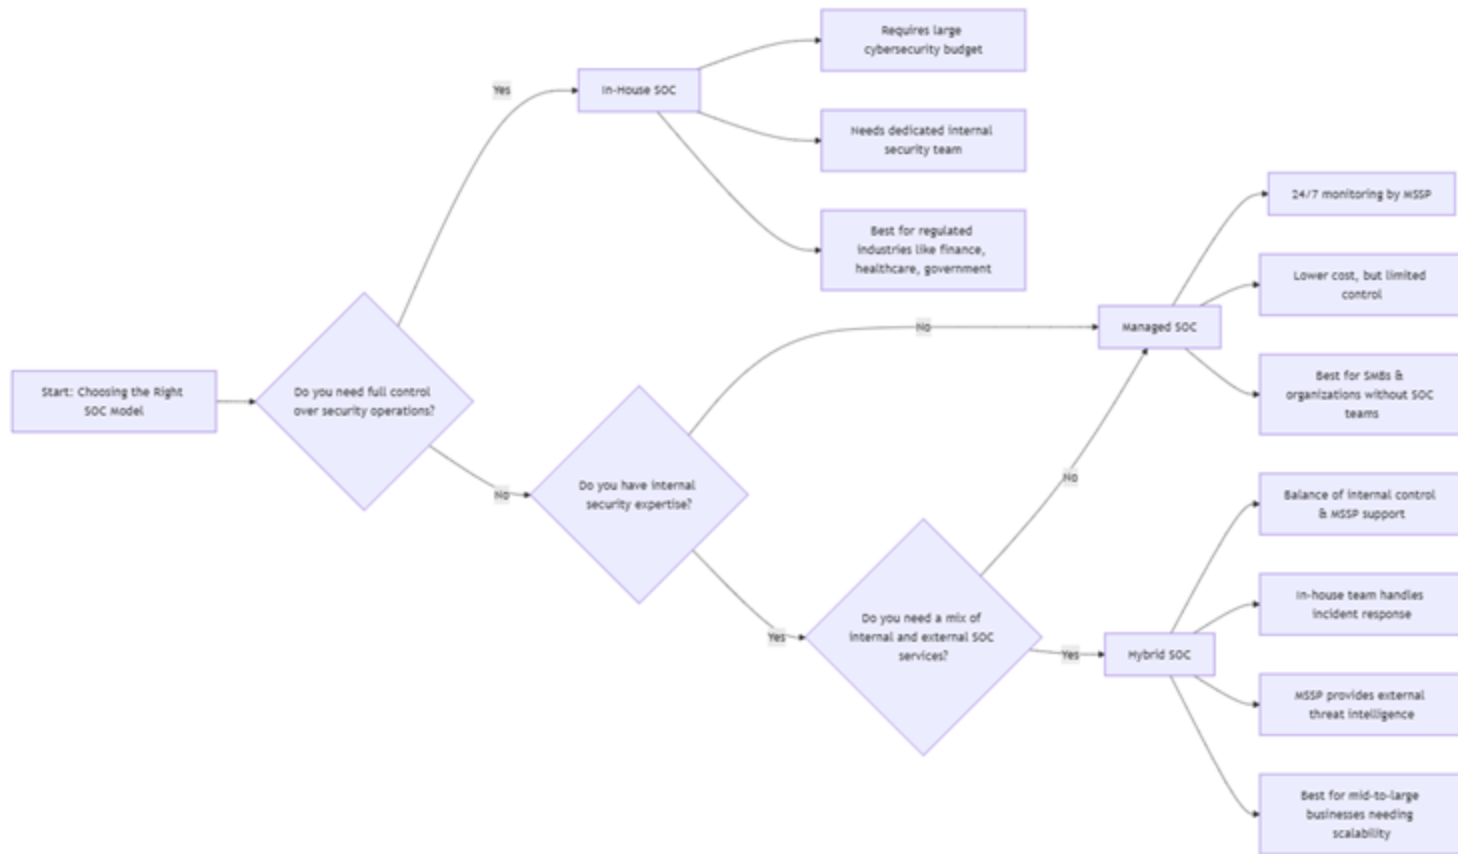 Start: Choosing the Right
SOC Model
Do you need full control
over security operations?
Yes
No
In-House SOC
Requires large
cybersecurity budget
Needs dedicated internal
security team
Best for regulated
industries like finance,
healthcare, government
Do you have internal
security expertise?
No
Yes
Do you need a mix of
internal and external SOC
services?
No
Yes
Managed SOC
24/7 monitoring by MSSP
Lower cost, but limited
control
Best for SMBs &
organizations without SOC
teams
Hybrid SOC
Balance of internal control
& MSSP support
In-house team handles
incident response
MSSP provides external
threat intelligence
Best for mid-to-large
businesses needing
scalability